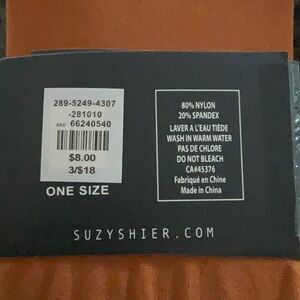 289-5249-4307
-281010
SKU 66240540
$8.00
3/$18
ONE SIZE
80% NYLON
20% SPANDEX
LAVER A L'EAU TIÈDE
WASH IN WARM WATER
PAS DE CHLORE
DO NOT BLEACH
CA#45376
Fabriqué en Chine
Made in China
SUZYSHIER.COM